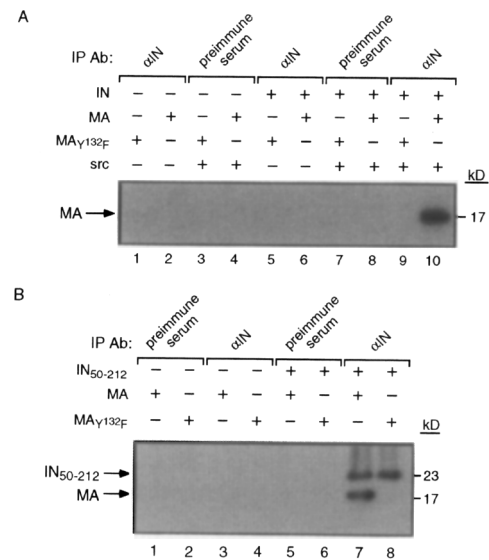 A
IP Ab: αIN preimmune serum αIN preimmune serum αIN
IN − − − − + + + + + +
MA − + − + − + − + − +
MAY132F + − + − + − + − + −
src − − + + − − + + + +
kD
MA 17
1 2 3 4 5 6 7 8 9 10
B
IP Ab: preimmune serum αIN preimmune serum αIN
IN50-212 − − − − + + + +
MA + − + − + − + −
MAY132F − + − + − + − +
kD
IN50-212 23
MA 17
1 2 3 4 5 6 7 8